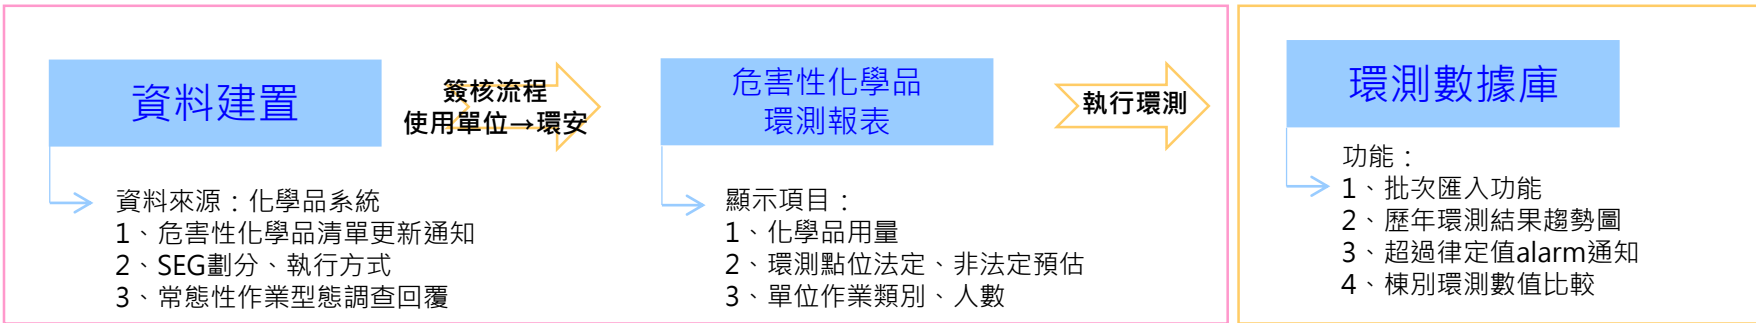 資料建置
簽核流程
使用單位→環安
危害性化學品
環測報表
執行環測
環測數據庫
資料來源：化學品系統
1、危害性化學品清單更新通知
2、SEG劃分、執行方式
3、常態性作業型態調查回覆
顯示項目：
1、化學品用量
2、環測點位法定、非法定預估
3、單位作業類別、人數
功能：
1、批次匯入功能
2、歷年環測結果趨勢圖
3、超過律定值alarm通知
4、棟別環測數值比較